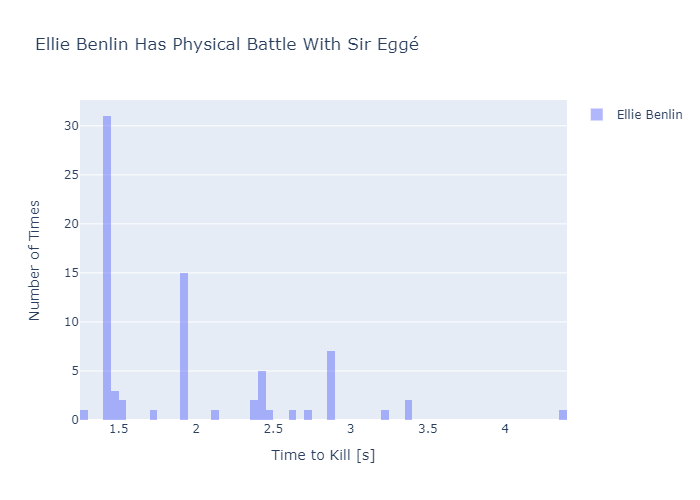 Ellie Benlin Has Physical Battle With Sir Eggé
Ellie Benlin
30
25
20
15
10
5
0
Number of Times
1.5 2 2.5 3 3.5 4
Time to Kill [s]